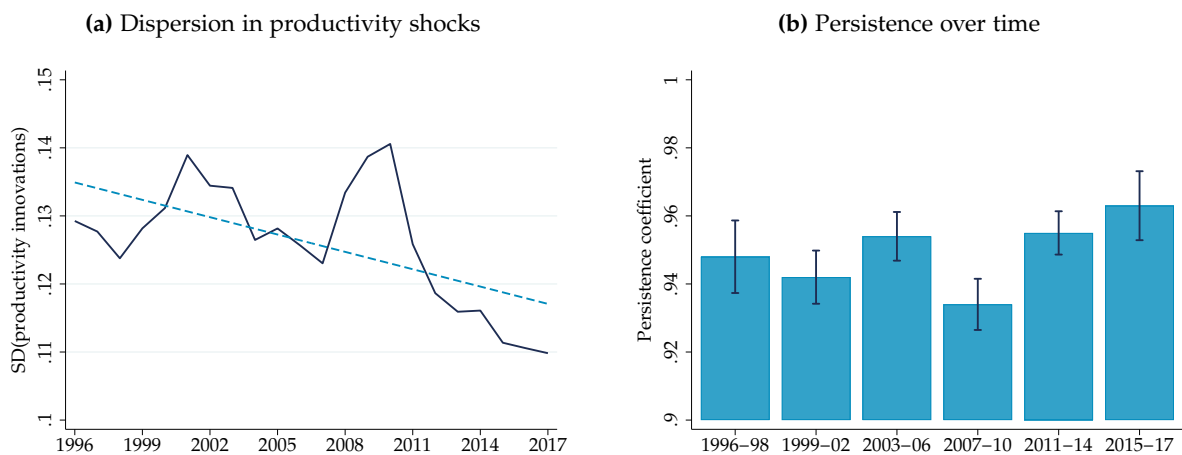 (a) Dispersion in productivity shocks
SD(productivity innovations)
.15
.14
.13
.12
.11
.1
1996 1999 2002 2005 2008 2011 2014 2017
(b) Persistence over time
Persistence coefficient
1
.98
.96
.94
.92
.9
1996–98 1999–02 2003–06 2007–10 2011–14 2015–17